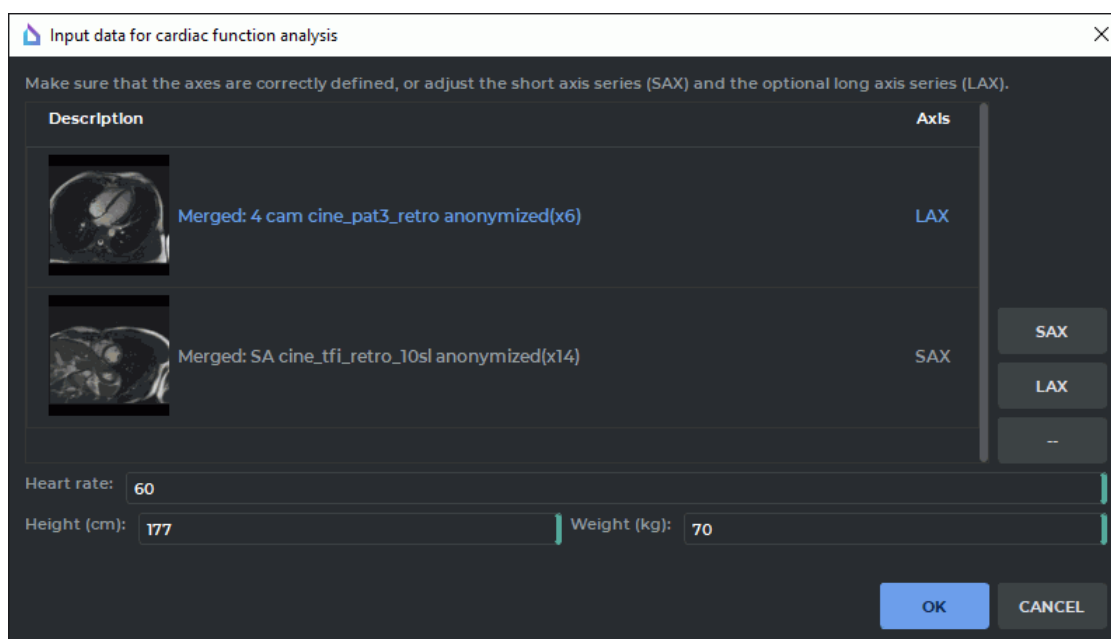 Input data for cardiac function analysis
Make sure that the axes are correctly defined, or adjust the short axis series (SAX) and the optional long axis series (LAX).
Description Axis
Merged: 4 cam cine_pat3_retro anonymized(x6) LAX
Merged: SA cine_tfi_retro_10sl anonymized(x14) SAX
SAX
LAX
--
Heart rate: 60
Height (cm): 177 Weight (kg): 70
OK CANCEL